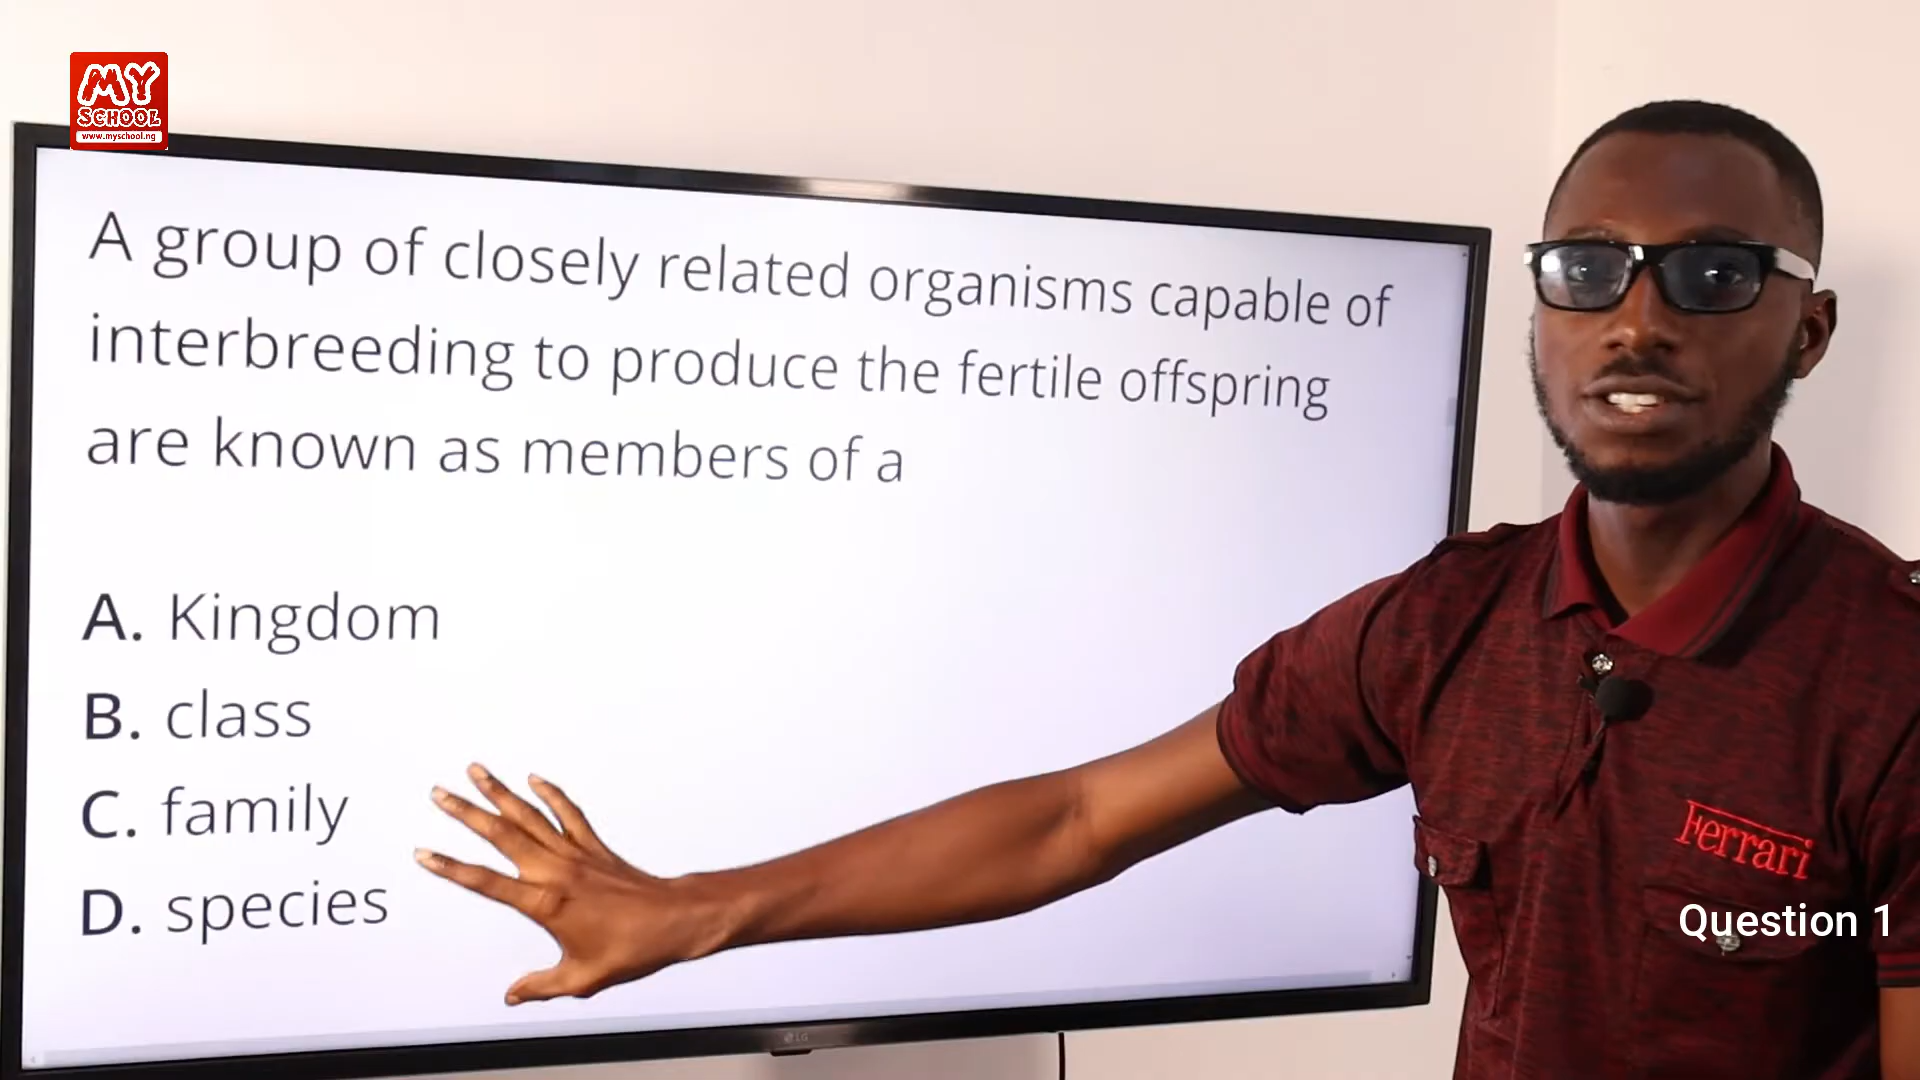 MY
SCHOOL
www.myschool.ng
A group of closely related organisms capable of
interbreeding to produce the fertile offspring
are known as members of a
A. Kingdom
B. class
C. family
D. species
Ferrari
Question 1
LG